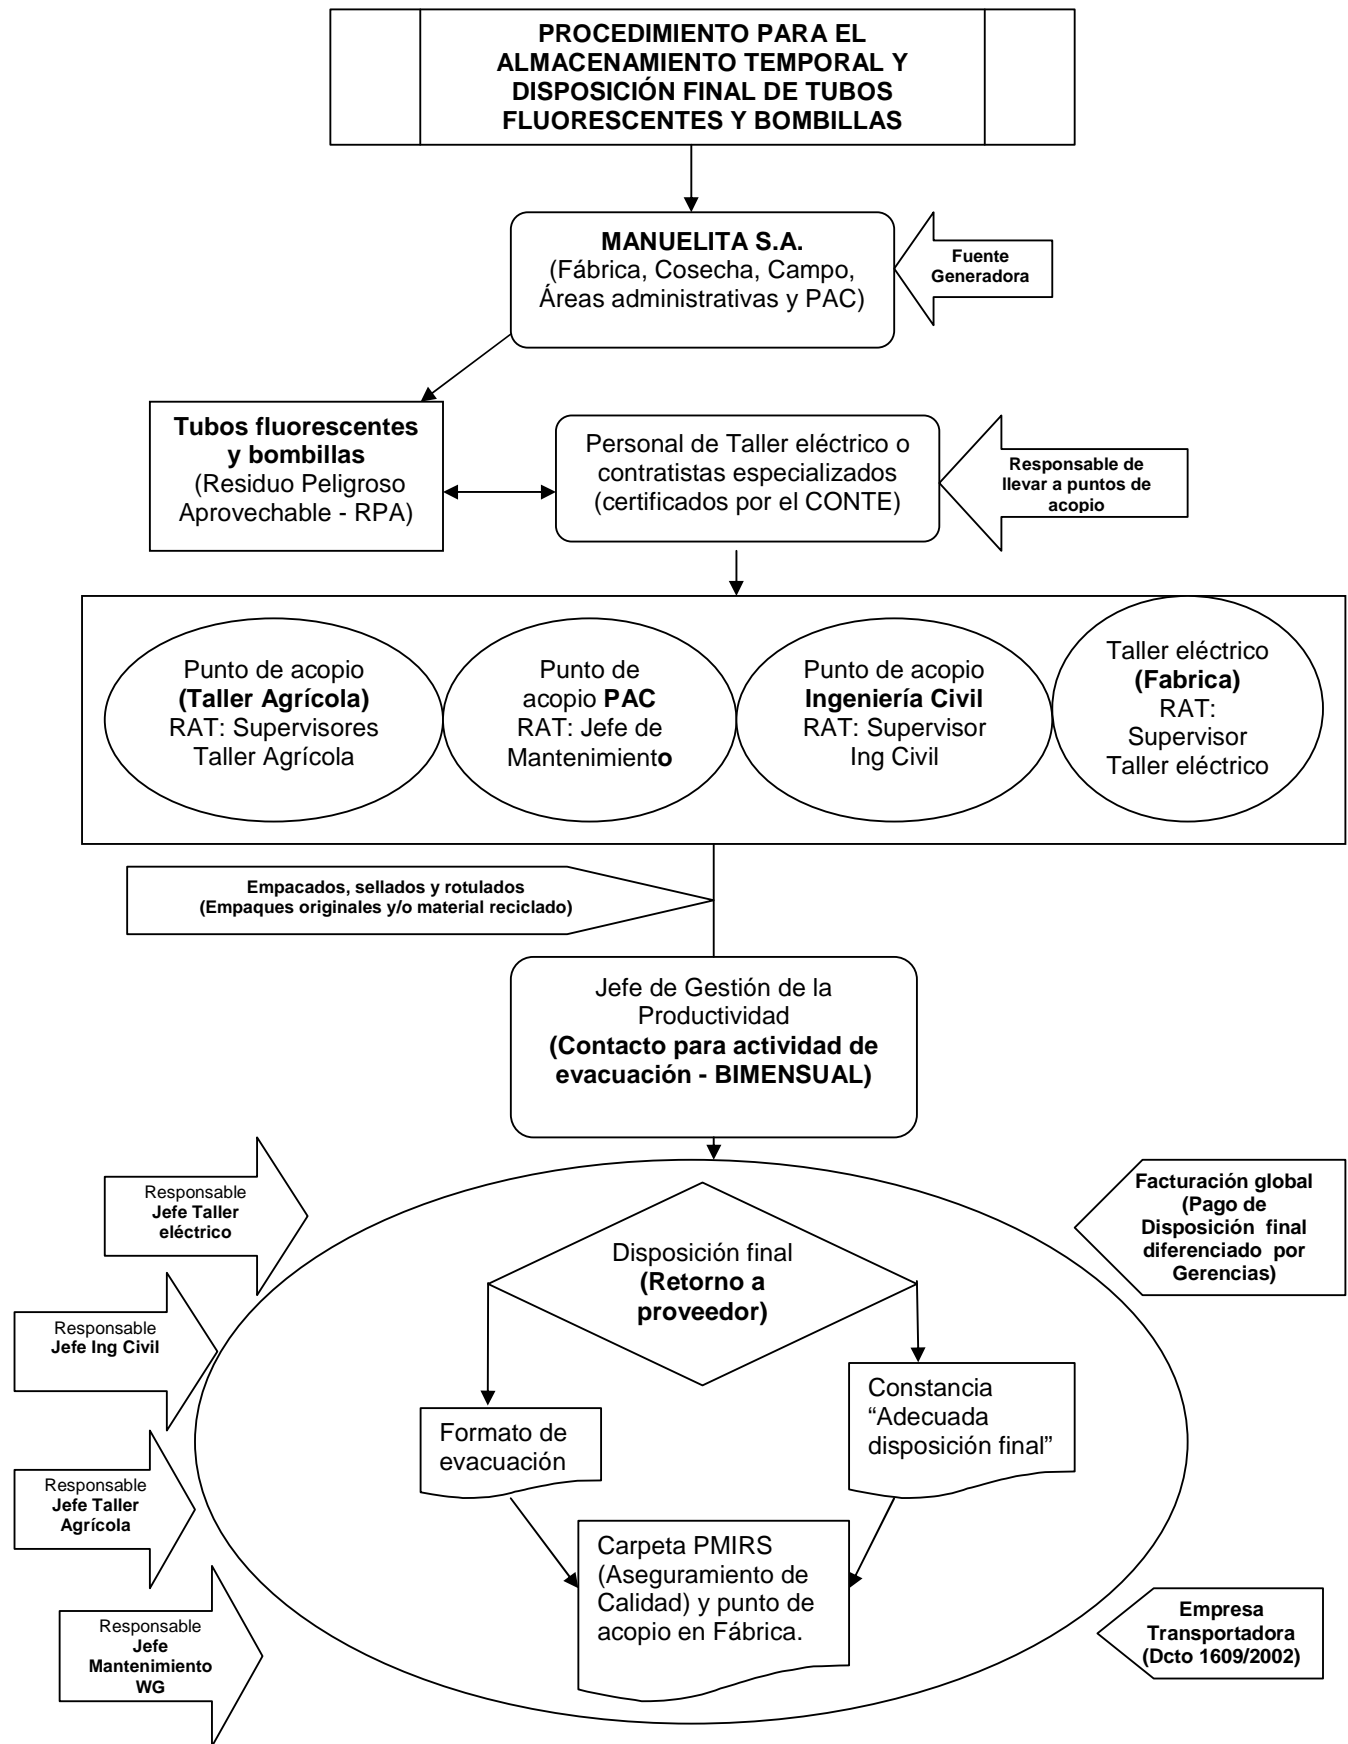 PROCEDIMIENTO PARA EL
ALMACENAMIENTO TEMPORAL Y
DISPOSICIÓN FINAL DE TUBOS
FLUORESCENTES Y BOMBILLAS
MANUELITA S.A.
(Fábrica, Cosecha, Campo,
Áreas administrativas y PAC)
Fuente
Generadora
Tubos fluorescentes
y bombillas
(Residuo Peligroso
Aprovechable - RPA)
Personal de Taller eléctrico o
contratistas especializados
(certificados por el CONTE)
Responsable de
llevar a puntos de
acopio
Punto de acopio
(Taller Agrícola)
RAT: Supervisores
Taller Agrícola
Punto de
acopio PAC
RAT: Jefe de
Mantenimiento
Punto de acopio
Ingeniería Civil
RAT: Supervisor
Ing Civil
Taller eléctrico
(Fabrica)
RAT:
Supervisor
Taller eléctrico
Empacados, sellados y rotulados
(Empaques originales y/o material reciclado)
Jefe de Gestión de la
Productividad
(Contacto para actividad de
evacuación - BIMENSUAL)
Responsable
Jefe Taller
eléctrico
Facturación global
(Pago de
Disposición final
diferenciado por
Gerencias)
Disposición final
(Retorno a
proveedor)
Responsable
Jefe Ing Civil
Formato de
evacuación
Constancia
“Adecuada
disposición final”
Responsable
Jefe Taller
Agrícola
Carpeta PMIRS
(Aseguramiento de
Calidad) y punto de
acopio en Fábrica.
Responsable
Jefe
Mantenimiento
WG
Empresa
Transportadora
(Dcto 1609/2002)